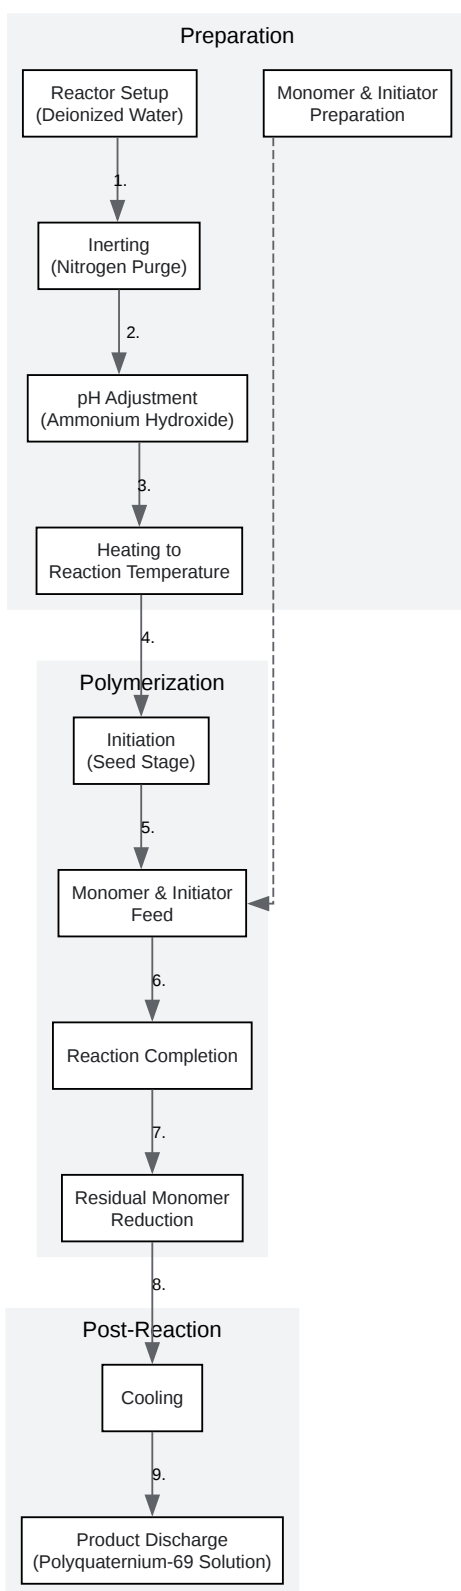 Preparation
Reactor Setup
(Deionized Water)
Monomer & Initiator
Preparation
1.
Inerting
(Nitrogen Purge)
2.
pH Adjustment
(Ammonium Hydroxide)
3.
Heating to
Reaction Temperature
4.
Polymerization
Initiation
(Seed Stage)
5.
Monomer & Initiator
Feed
6.
Reaction Completion
7.
Residual Monomer
Reduction
8.
Post-Reaction
Cooling
9.
Product Discharge
(Polyquaternium-69 Solution)